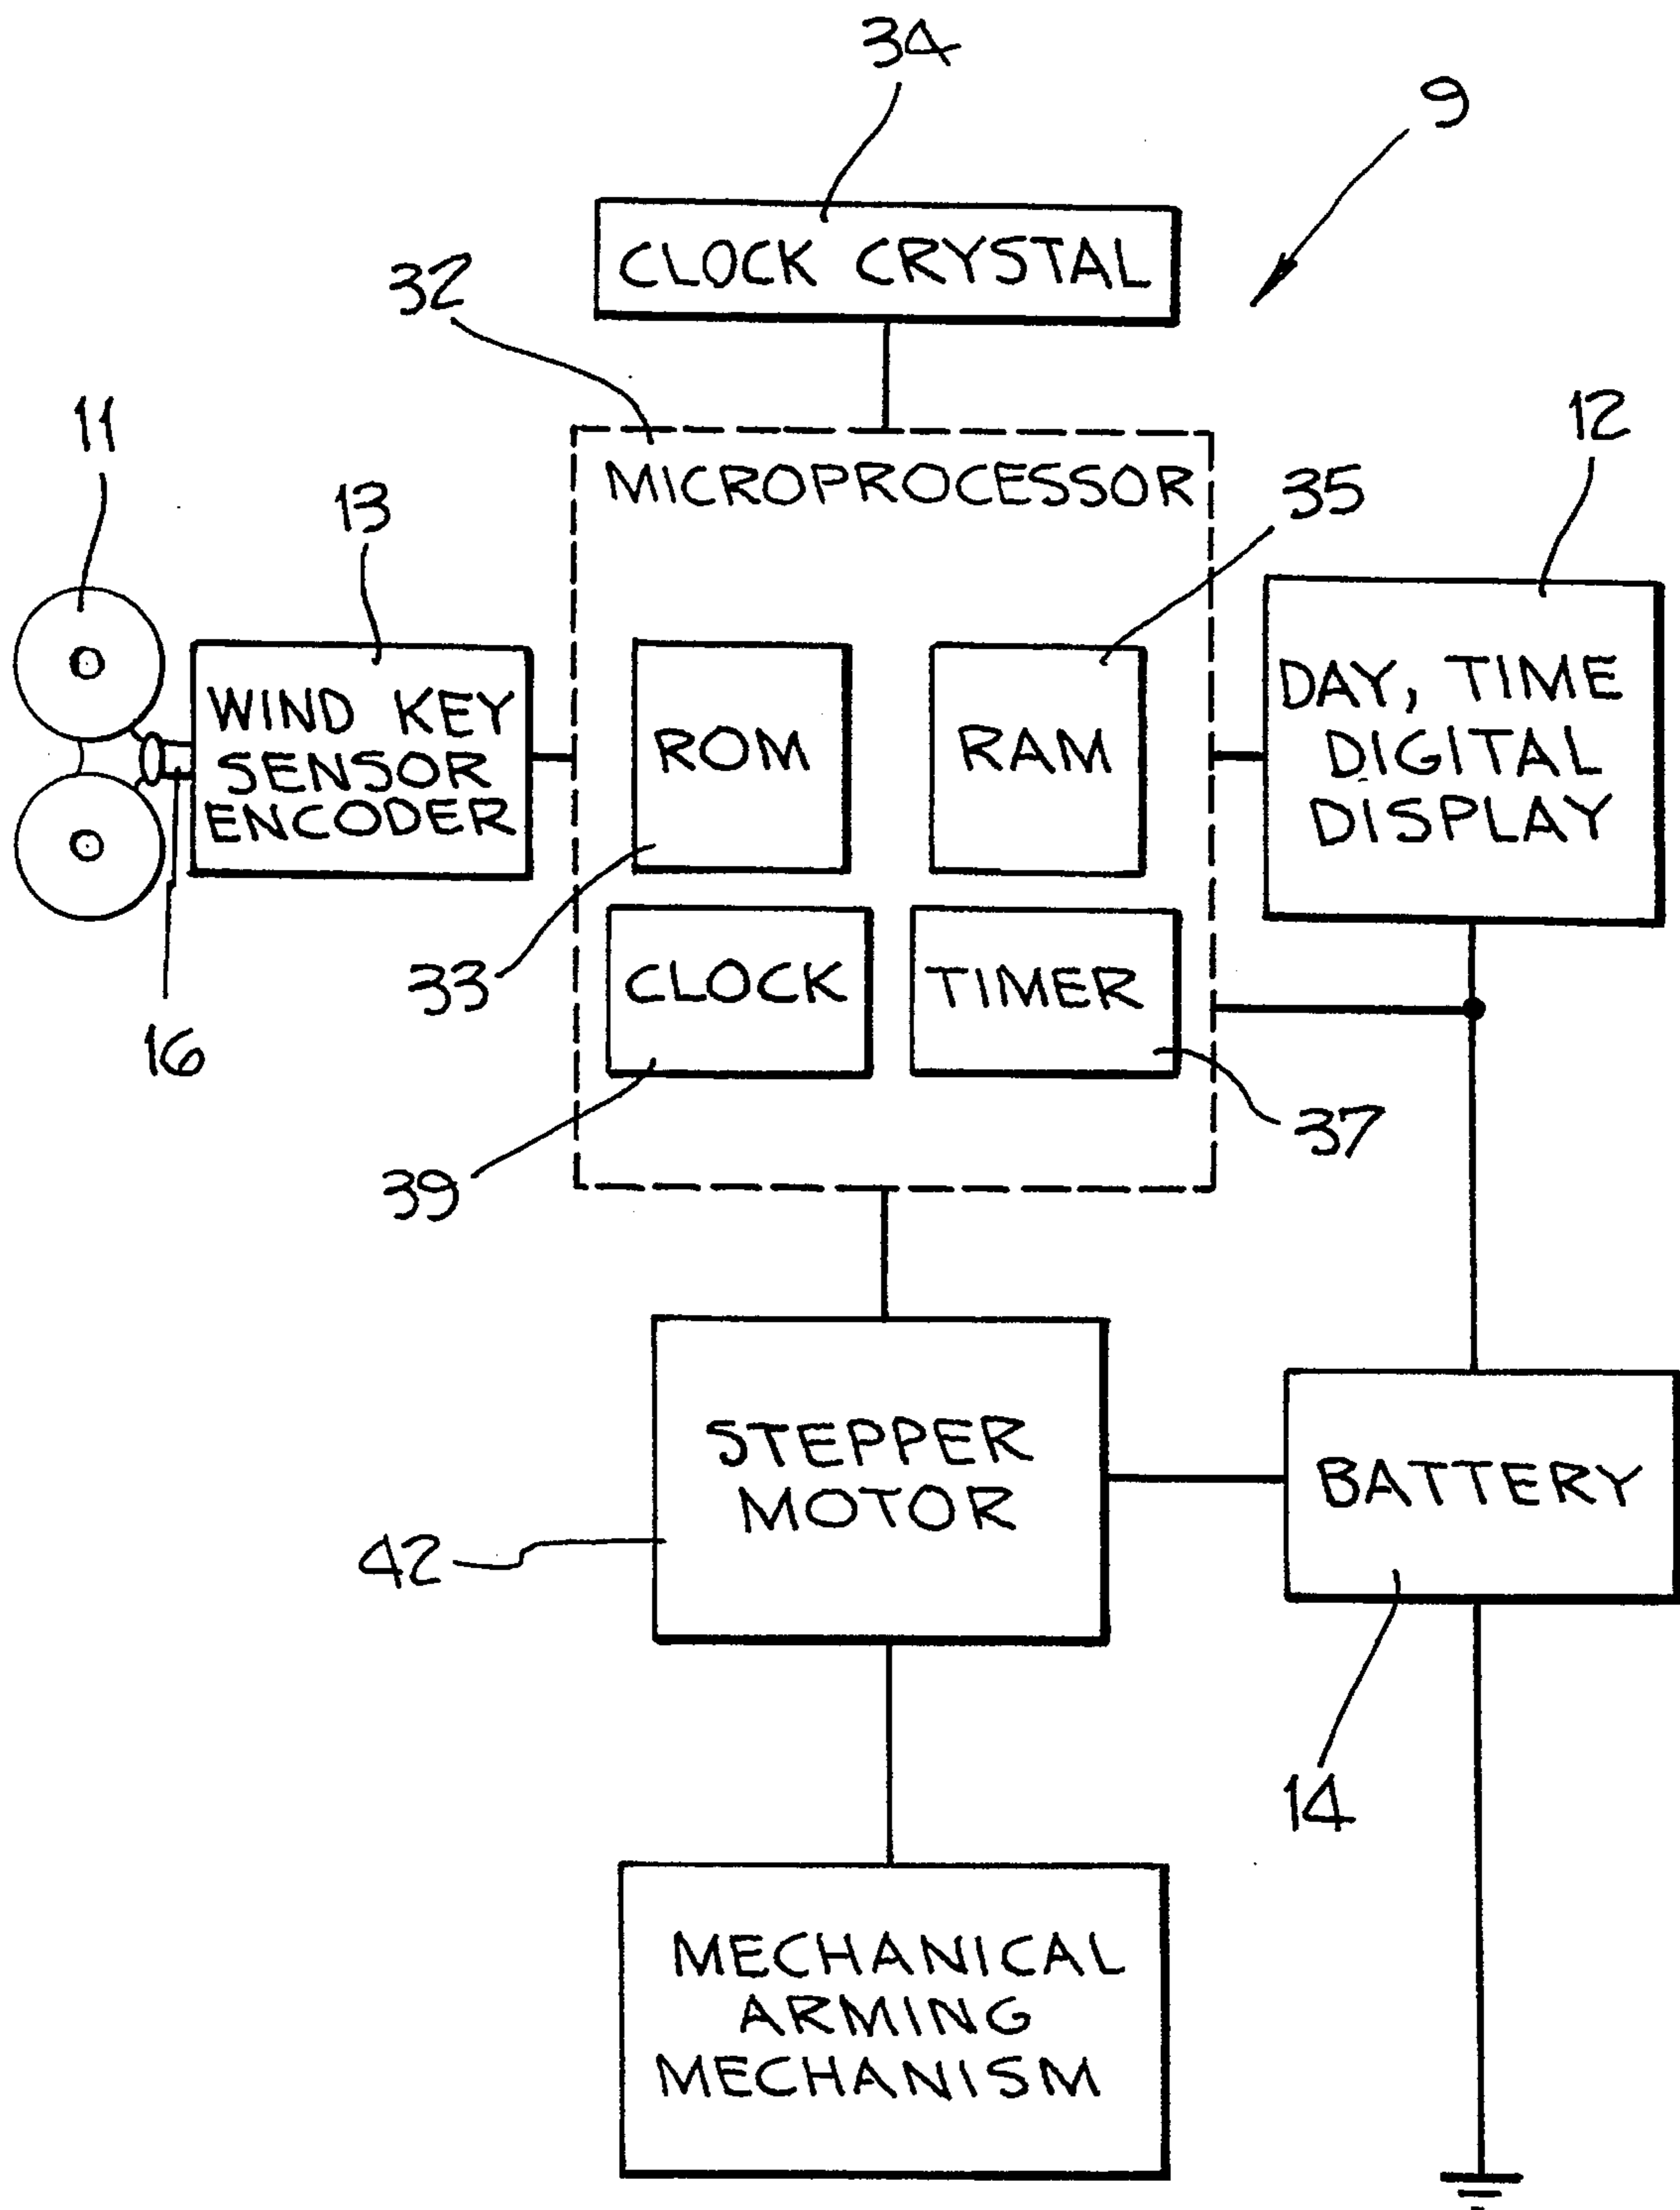 34
9
CLOCK CRYSTAL
32
11
12
MICROPROCESSOR
13
35
WIND KEY
SENSOR
ENCODER
ROM
RAM
DAY, TIME
DIGITAL
DISPLAY
33
CLOCK
TIMER
16
37
39
STEPPER
MOTOR
BATTERY
42
14
MECHANICAL
ARMING
MECHANISM